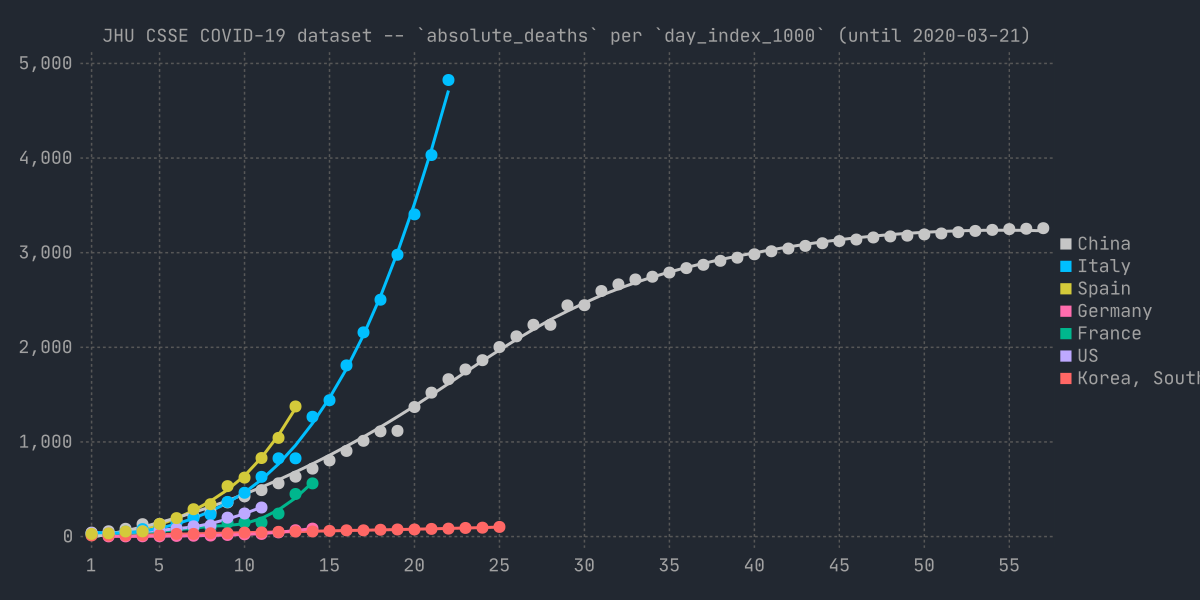 JHU CSSE COVID-19 dataset -- `absolute_deaths` per `day_index_1000` (until 2020-03-21)
5,000
4,000
3,000
2,000
1,000
0
1 5 10 15 20 25 30 35 40 45 50 55
China
Italy
Spain
Germany
France
US
Korea, South